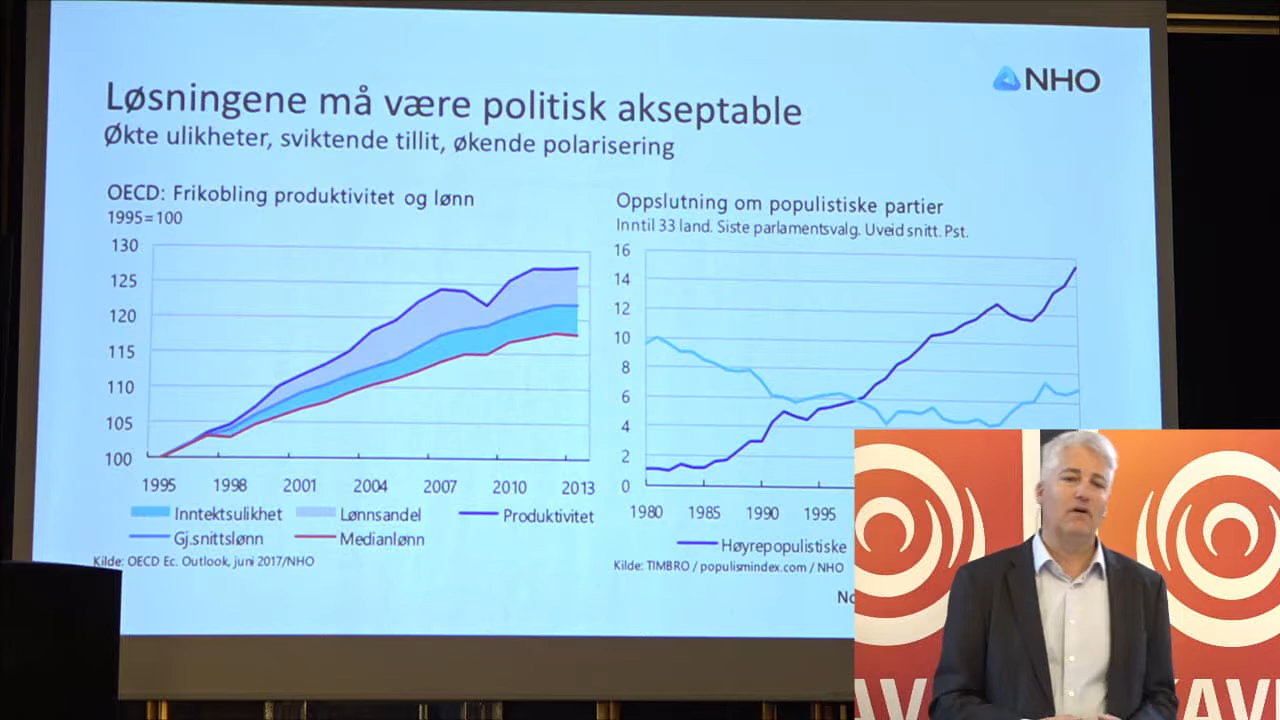 NHO
Løsningene må være politisk akseptable
Økte ulikheter, sviktende tillit, økende polarisering
OECD: Frikobling produktivitet og lønn
1995=100
130
125
120
115
110
105
100
1995 1998 2001 2004 2007 2010 2013
Inntektsulikhet Lønnsandel Produktivitet
Gj.snittslønn Medianlønn
Kilde: OECD Ec. Outlook, juni 2017/NHO
Oppslutning om populistiske partier
Inntil 33 land. Siste parlamentsvalg. Uveid snitt. Pst.
16
14
12
10
8
6
4
2
0
1980 1985 1990 1995
Høyrepopulistiske
Kilde: TIMBRO / populismindex.com / NHO